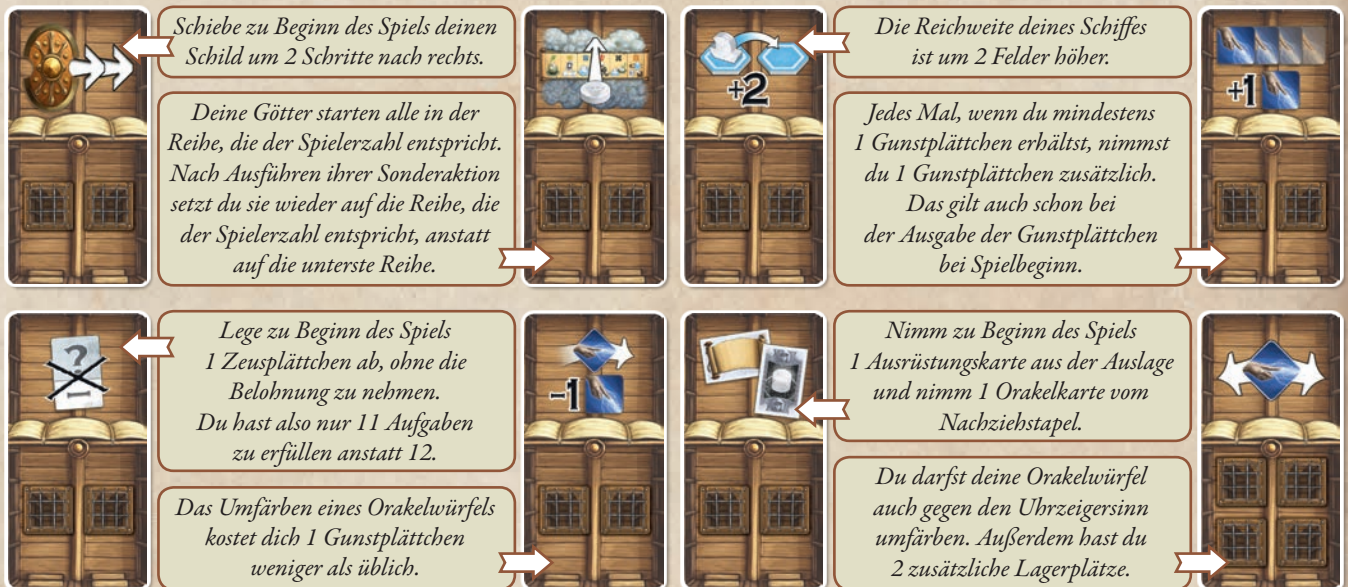 Schiebe zu Beginn des Spiels deinen
Schild um 2 Schritte nach rechts.
Deine Götter starten alle in der
Reihe, die der Spielerzahl entspricht.
Nach Ausführen ihrer Sonderaktion
setzt du sie wieder auf die Reihe, die
der Spielerzahl entspricht, anstatt
auf die unterste Reihe.
+2
Die Reichweite deines Schiffes
ist um 2 Felder höher.
Jedes Mal, wenn du mindestens
1 Gunstplättchen erhältst, nimmst
du 1 Gunstplättchen zusätzlich.
Das gilt auch schon bei
der Ausgabe der Gunstplättchen
bei Spielbeginn.
+1
?
1
Lege zu Beginn des Spiels
1 Zeusplättchen ab, ohne die
Belohnung zu nehmen.
Du hast also nur 11 Aufgaben
zu erfüllen anstatt 12.
Das Umfärben eines Orakelwürfels
kostet dich 1 Gunstplättchen
weniger als üblich.
-1
Nimm zu Beginn des Spiels
1 Ausrüstungskarte aus der Auslage
und nimm 1 Orakelkarte vom
Nachziehstapel.
Du darfst deine Orakelwürfel
auch gegen den Uhrzeigersinn
umfärben. Außerdem hast du
2 zusätzliche Lagerplätze.